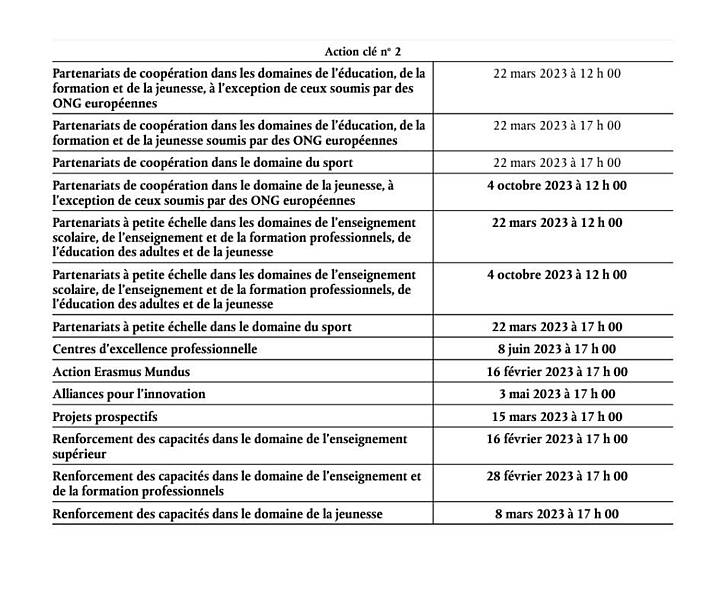 Action clé n° 2
Partenariats de coopération dans les domaines de l'éducation, de la
formation et de la jeunesse, à l'exception de ceux soumis par des
ONG européennes
22 mars 2023 à 12 h 00
Partenariats de coopération dans les domaines de l'éducation, de la
formation et de la jeunesse soumis par des ONG européennes
22 mars 2023 à 17 h 00
Partenariats de coopération dans le domaine du sport
22 mars 2023 à 17 h 00
Partenariats de coopération dans le domaine de la jeunesse, à
l'exception de ceux soumis par des ONG européennes
4 octobre 2023 à 12 h 00
Partenariats à petite échelle dans les domaines de l'enseignement
scolaire, de l'enseignement et de la formation professionnels, de
l'éducation des adultes et de la jeunesse
22 mars 2023 à 12 h 00
Partenariats à petite échelle dans les domaines de l'enseignement
scolaire, de l'enseignement et de la formation professionnels, de
l'éducation des adultes et de la jeunesse
4 octobre 2023 à 12 h 00
Partenariats à petite échelle dans le domaine du sport
22 mars 2023 à 17 h 00
Centres d'excellence professionnelle
8 juin 2023 à 17 h 00
Action Erasmus Mundus
16 février 2023 à 17 h 00
Alliances pour l'innovation
3 mai 2023 à 17 h 00
Projets prospectifs
15 mars 2023 à 17 h 00
Renforcement des capacités dans le domaine de l'enseignement
supérieur
16 février 2023 à 17 h 00
Renforcement des capacités dans le domaine de l'enseignement et
de la formation professionnels
28 février 2023 à 17 h 00
Renforcement des capacités dans le domaine de la jeunesse
8 mars 2023 à 17 h 00